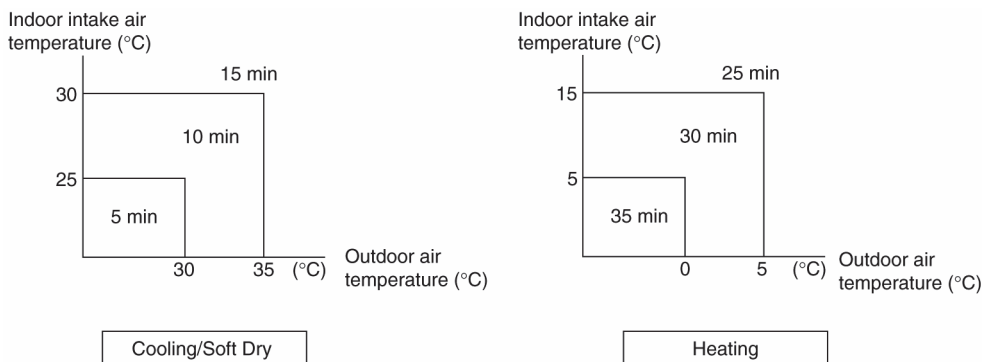 Indoor intake air
temperature (°C)
15 min
30
10 min
25
5 min
30 35 (°C)
Outdoor air
temperature (°C)
Cooling/Soft Dry
Indoor intake air
temperature (°C)
25 min
15
30 min
5
35 min
0 5 (°C)
Outdoor air
temperature (°C)
Heating